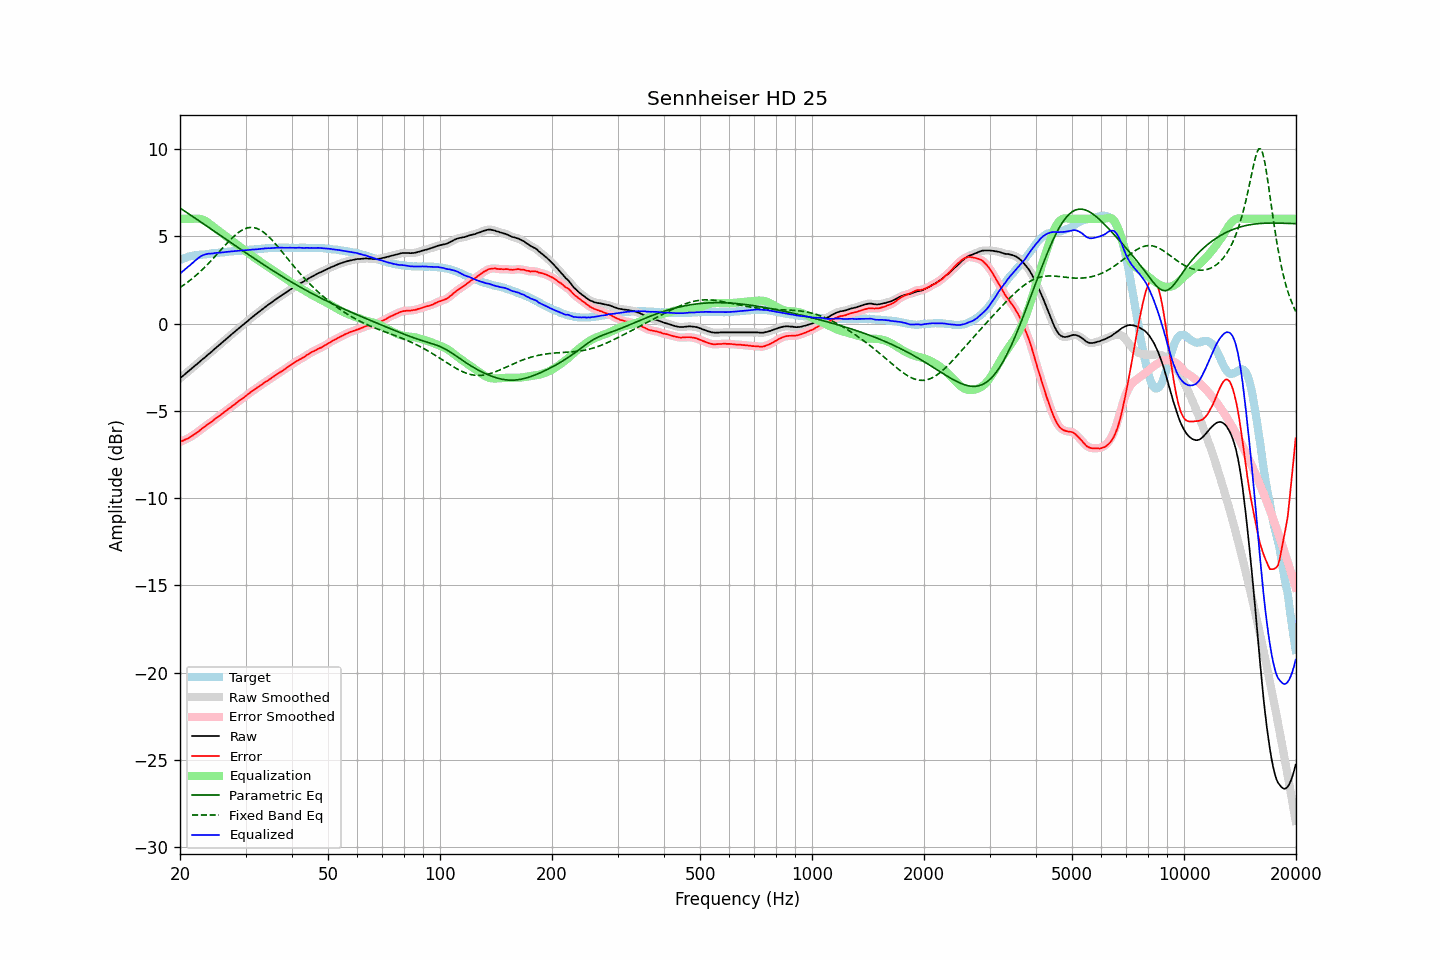 Sennheiser HD 25
10
5
0
−5
−10
−15
−20
−25
−30
Amplitude (dBr)
Target
Raw Smoothed
Error Smoothed
Raw
Error
Equalization
Parametric Eq
Fixed Band Eq
Equalized
20 50 100 200 500 1000 2000 5000 10000 20000
Frequency (Hz)